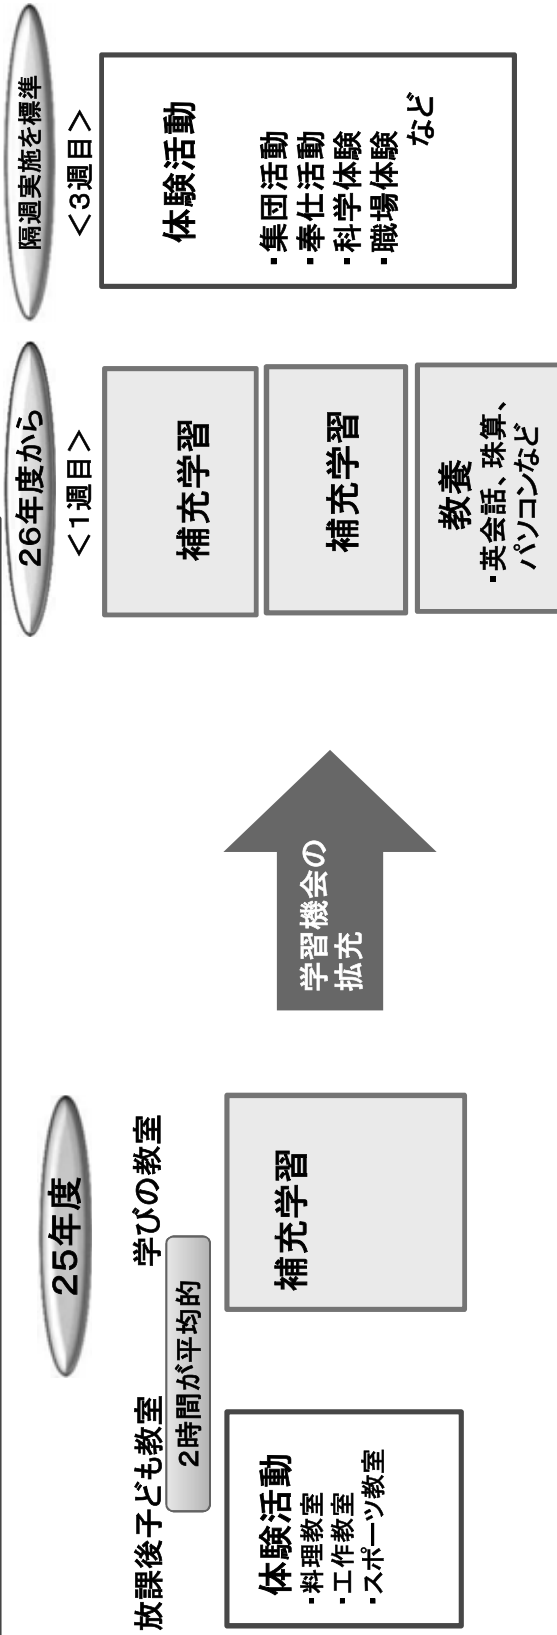 25年度
放課後子ども教室
学びの教室
2時間が平均的
体験活動
・料理教室
・工作教室
・スポーツ教室
補充学習
学習機会の
拡充
26年度から
隔週実施を標準
＜1週目＞
補充学習
補充学習
教養
・英会話、珠算、
パソコンなど
＜3週目＞
体験活動
・集団活動
・奉仕活動
・科学体験
・職場体験
など